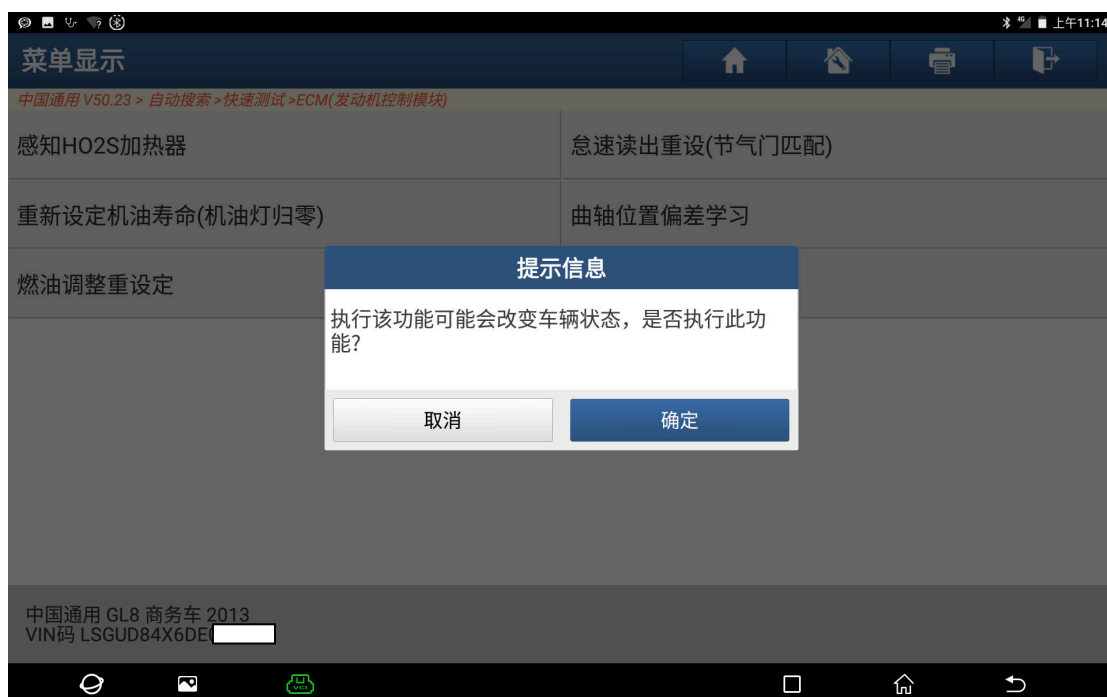 上午11:14
菜单显示
中国通用 V50.23 > 自动搜索 > 快速测试 >ECM(发动机控制模块)
感知HO2S加热器
怠速读出重设(节气门匹配)
重新设定机油寿命(机油灯归零)
曲轴位置偏差学习
燃油调整重设定
提示信息
执行该功能可能会改变车辆状态，是否执行此功
能?
取消
确定
中国通用 GL8 商务车 2013
VIN码 LSGUD84X6DE
VCI